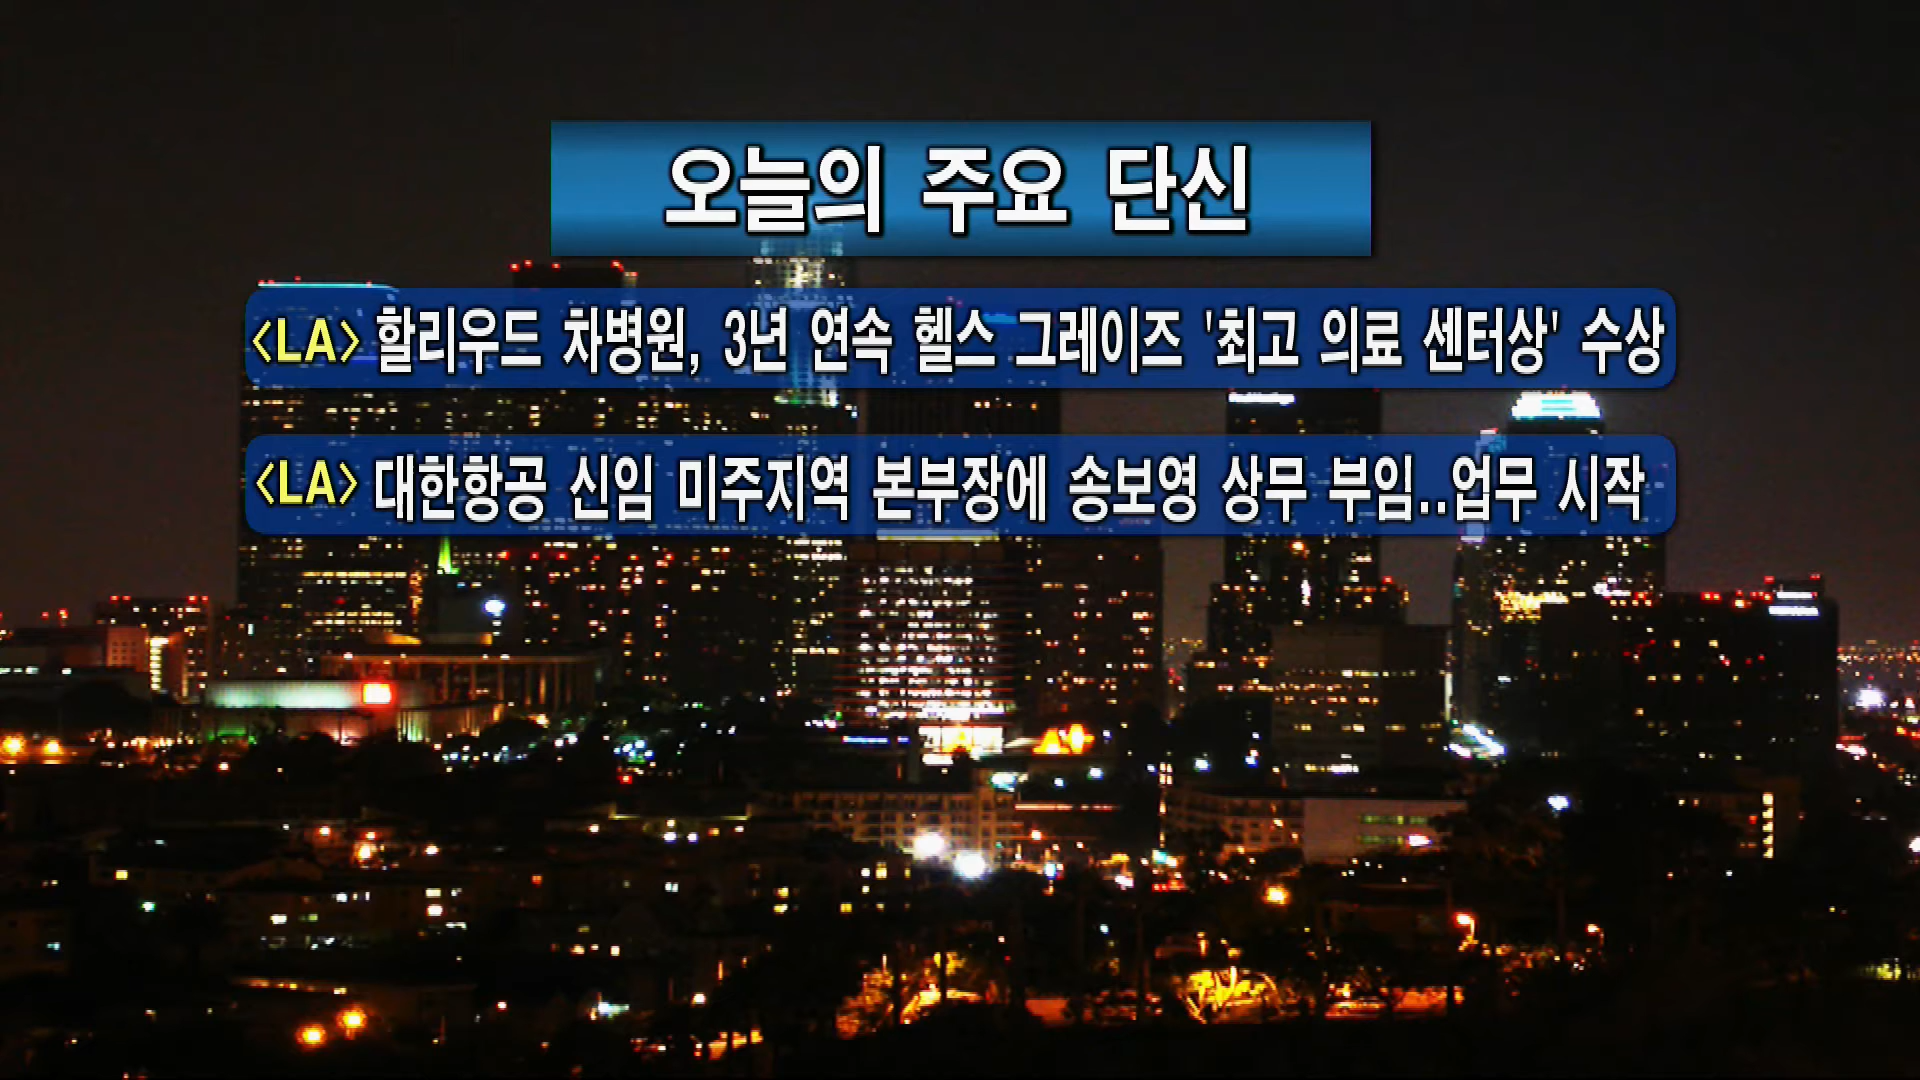 오늘의 주요 단신
<LA> 할리우드 차병원, 3년 연속 헬스 그레이즈 '최고 의료 센터상' 수상
<LA> 대한항공 신임 미주지역 본부장에 송보영 상무 부임..업무 시작